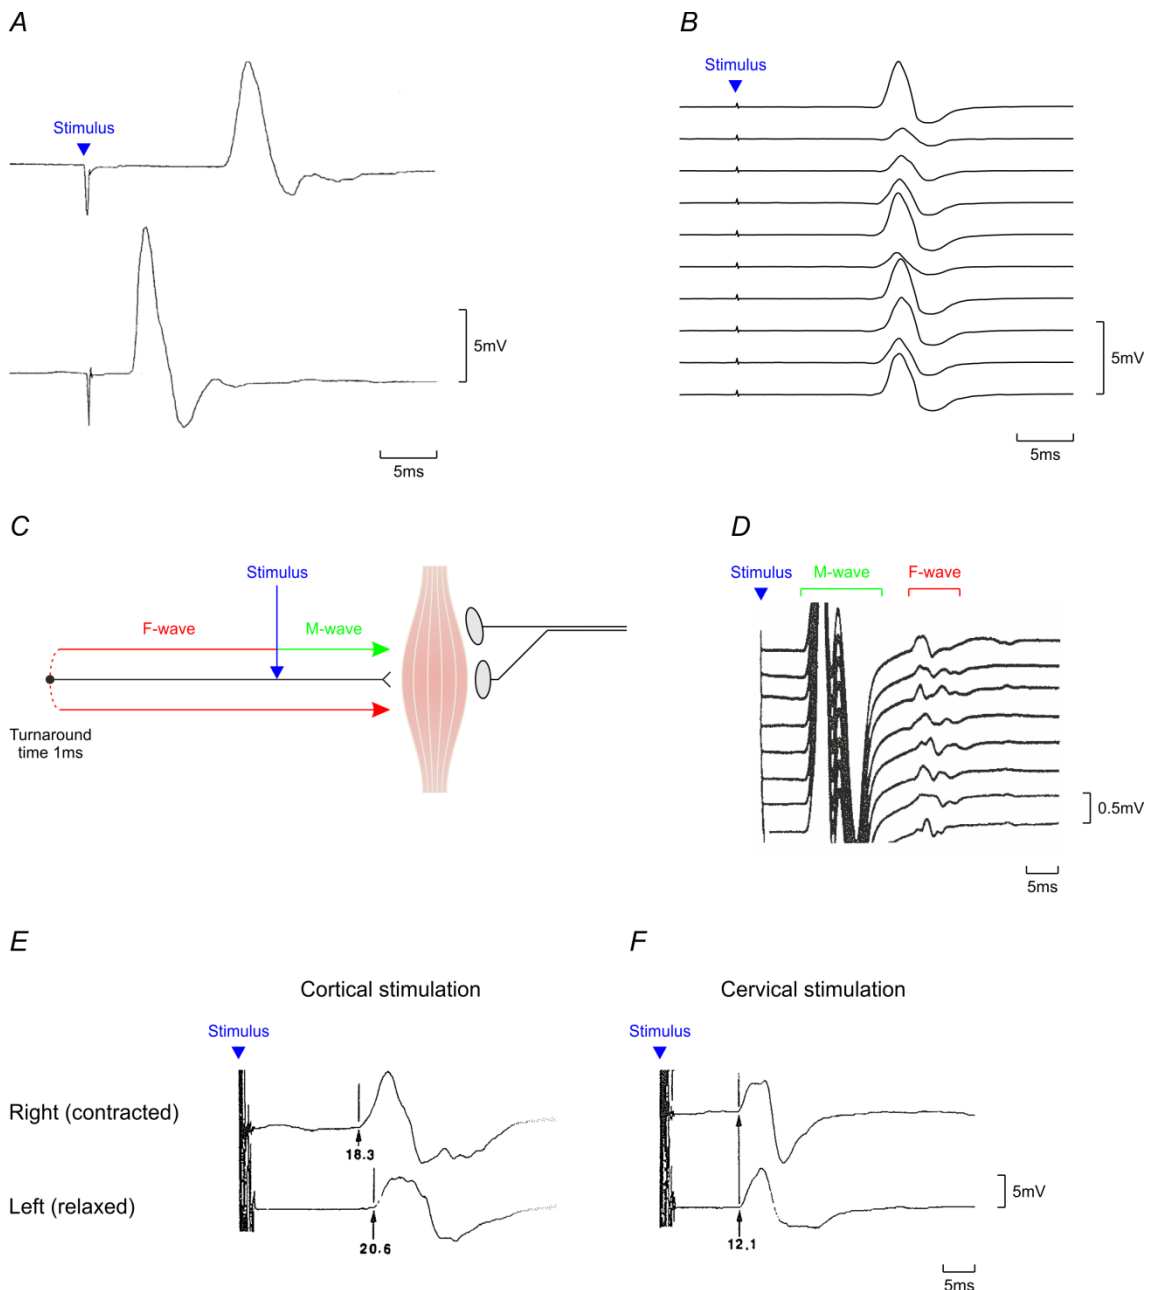 A
Stimulus
5mV
5ms
B
Stimulus
5mV
5ms
C
Stimulus
F-wave
M-wave
Turnaround
time 1ms
D
Stimulus
M-wave
F-wave
0.5mV
5ms
E
Cortical stimulation
Stimulus
Right (contracted)
18.3
Left (relaxed)
20.6
F
Cervical stimulation
Stimulus
5mV
12.1
5ms